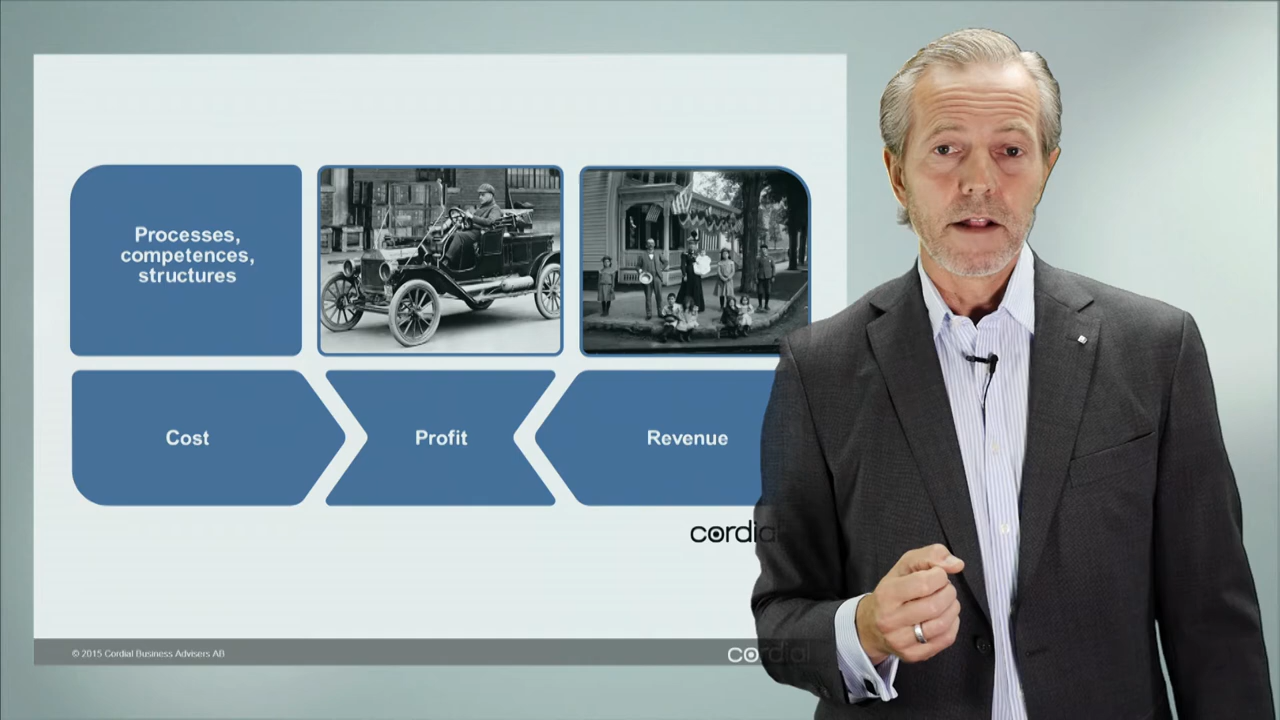 Processes,
competences,
structures
Cost
Profit
Revenue
cordial
© 2015 Cordial Business Advisers AB
cordial